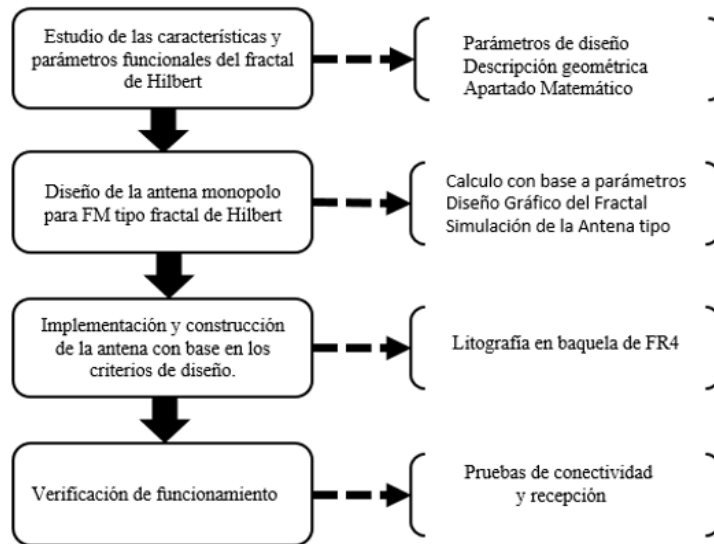 Estudio de las características y
parámetros funcionales del fractal
de Hilbert
Parámetros de diseño
Descripción geométrica
Apartado Matemático
Diseño de la antena monopolo
para FM tipo fractal de Hilbert
Calculo con base a parámetros
Diseño Gráfico del Fractal
Simulación de la Antena tipo
Implementación y construcción
de la antena con base en los
criterios de diseño.
Litografía en baquela de FR4
Verificación de funcionamiento
Pruebas de conectividad
y recepción